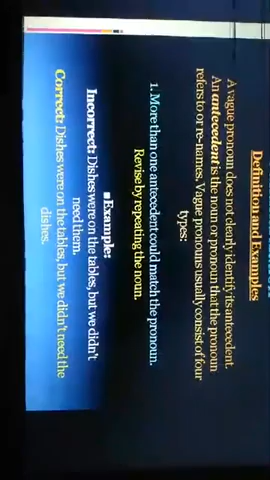 Definition and Examples
A vague pronoun does not clearly identify its antecedent.
An antecedent is the noun or pronoun that the pronoun
refers to or re-names. Vague pronouns usually consist of four
types:
1. More than one antecedent could match the pronoun.
Revise by repeating the noun.
■Example:
Incorrect: Dishes were on the tables, but we didn't
need them.
Correct: Dishes were on the tables, but we didn't need the
dishes.